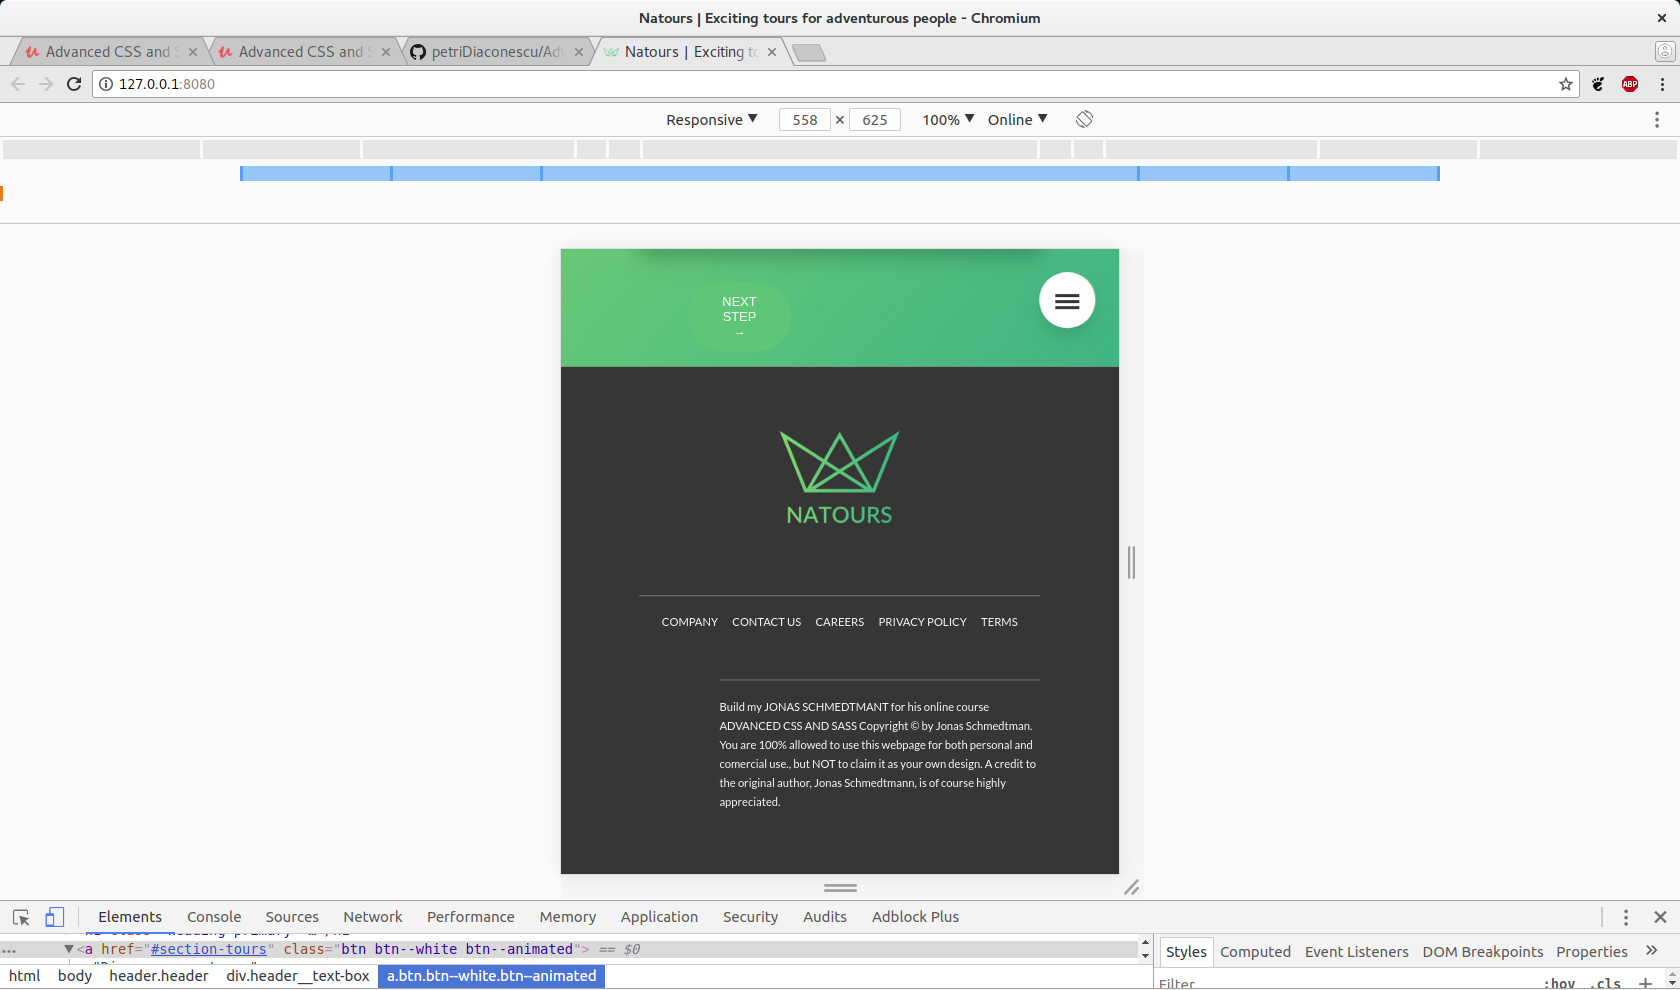 Natours | Exciting tours for adventurous people - Chromium
Advanced CSS and S
Advanced CSS and S
petriDiaconescu/Adv
Natours | Exciting to
127.0.0.1:8080
ABP
Responsive ▼ 558 × 625 100% ▼ Online ▼
NEXT
STEP
→
NATOURS
COMPANY CONTACT US CAREERS PRIVACY POLICY TERMS
Build my JONAS SCHMEDTMANT for his online course
ADVANCED CSS AND SASS Copyright © by Jonas Schmedtman.
You are 100% allowed to use this webpage for both personal and
comercial use., but NOT to claim it as your own design. A credit to
the original author, Jonas Schmedtmann, is of course highly
appreciated.
Elements Console Sources Network Performance Memory Application Security Audits Adblock Plus
... ▼<a href="#section-tours" class="btn btn--white btn--animated"> == $0
html body header.header div.header__text-box a.btn.btn--white.btn--animated
Styles Computed Event Listeners DOM Breakpoints Properties »
Filter :hov .cls +